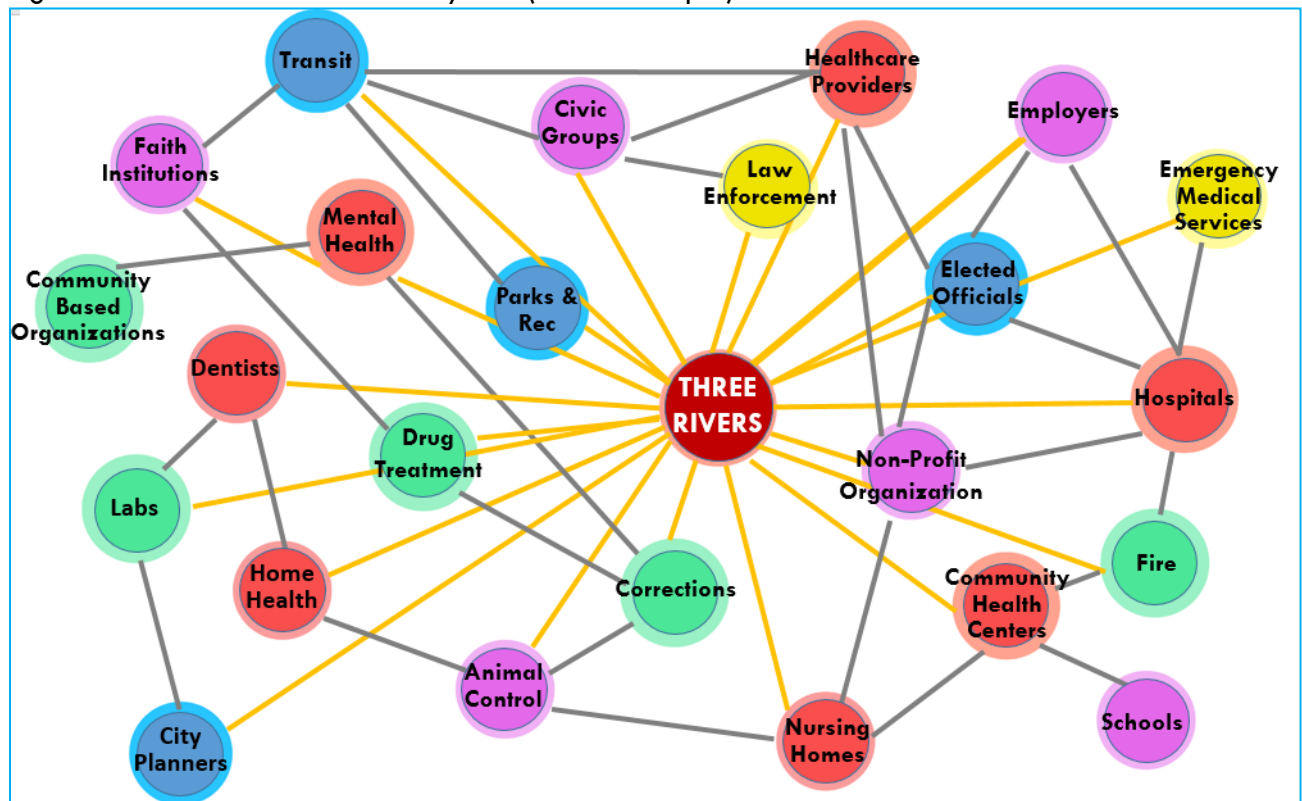 Transit
Healthcare
Providers
Civic
Groups
Employers
Faith
Institutions
Law
Enforcement
Emergency
Medical
Services
Mental
Health
Community
Based
Organizations
Parks &
Rec
Elected
Officials
Dentists
THREE
RIVERS
Hospitals
Drug
Treatment
Non-Profit
Organization
Labs
Fire
Home
Health
Corrections
Community
Health
Centers
Animal
Control
Schools
City
Planners
Nursing
Homes